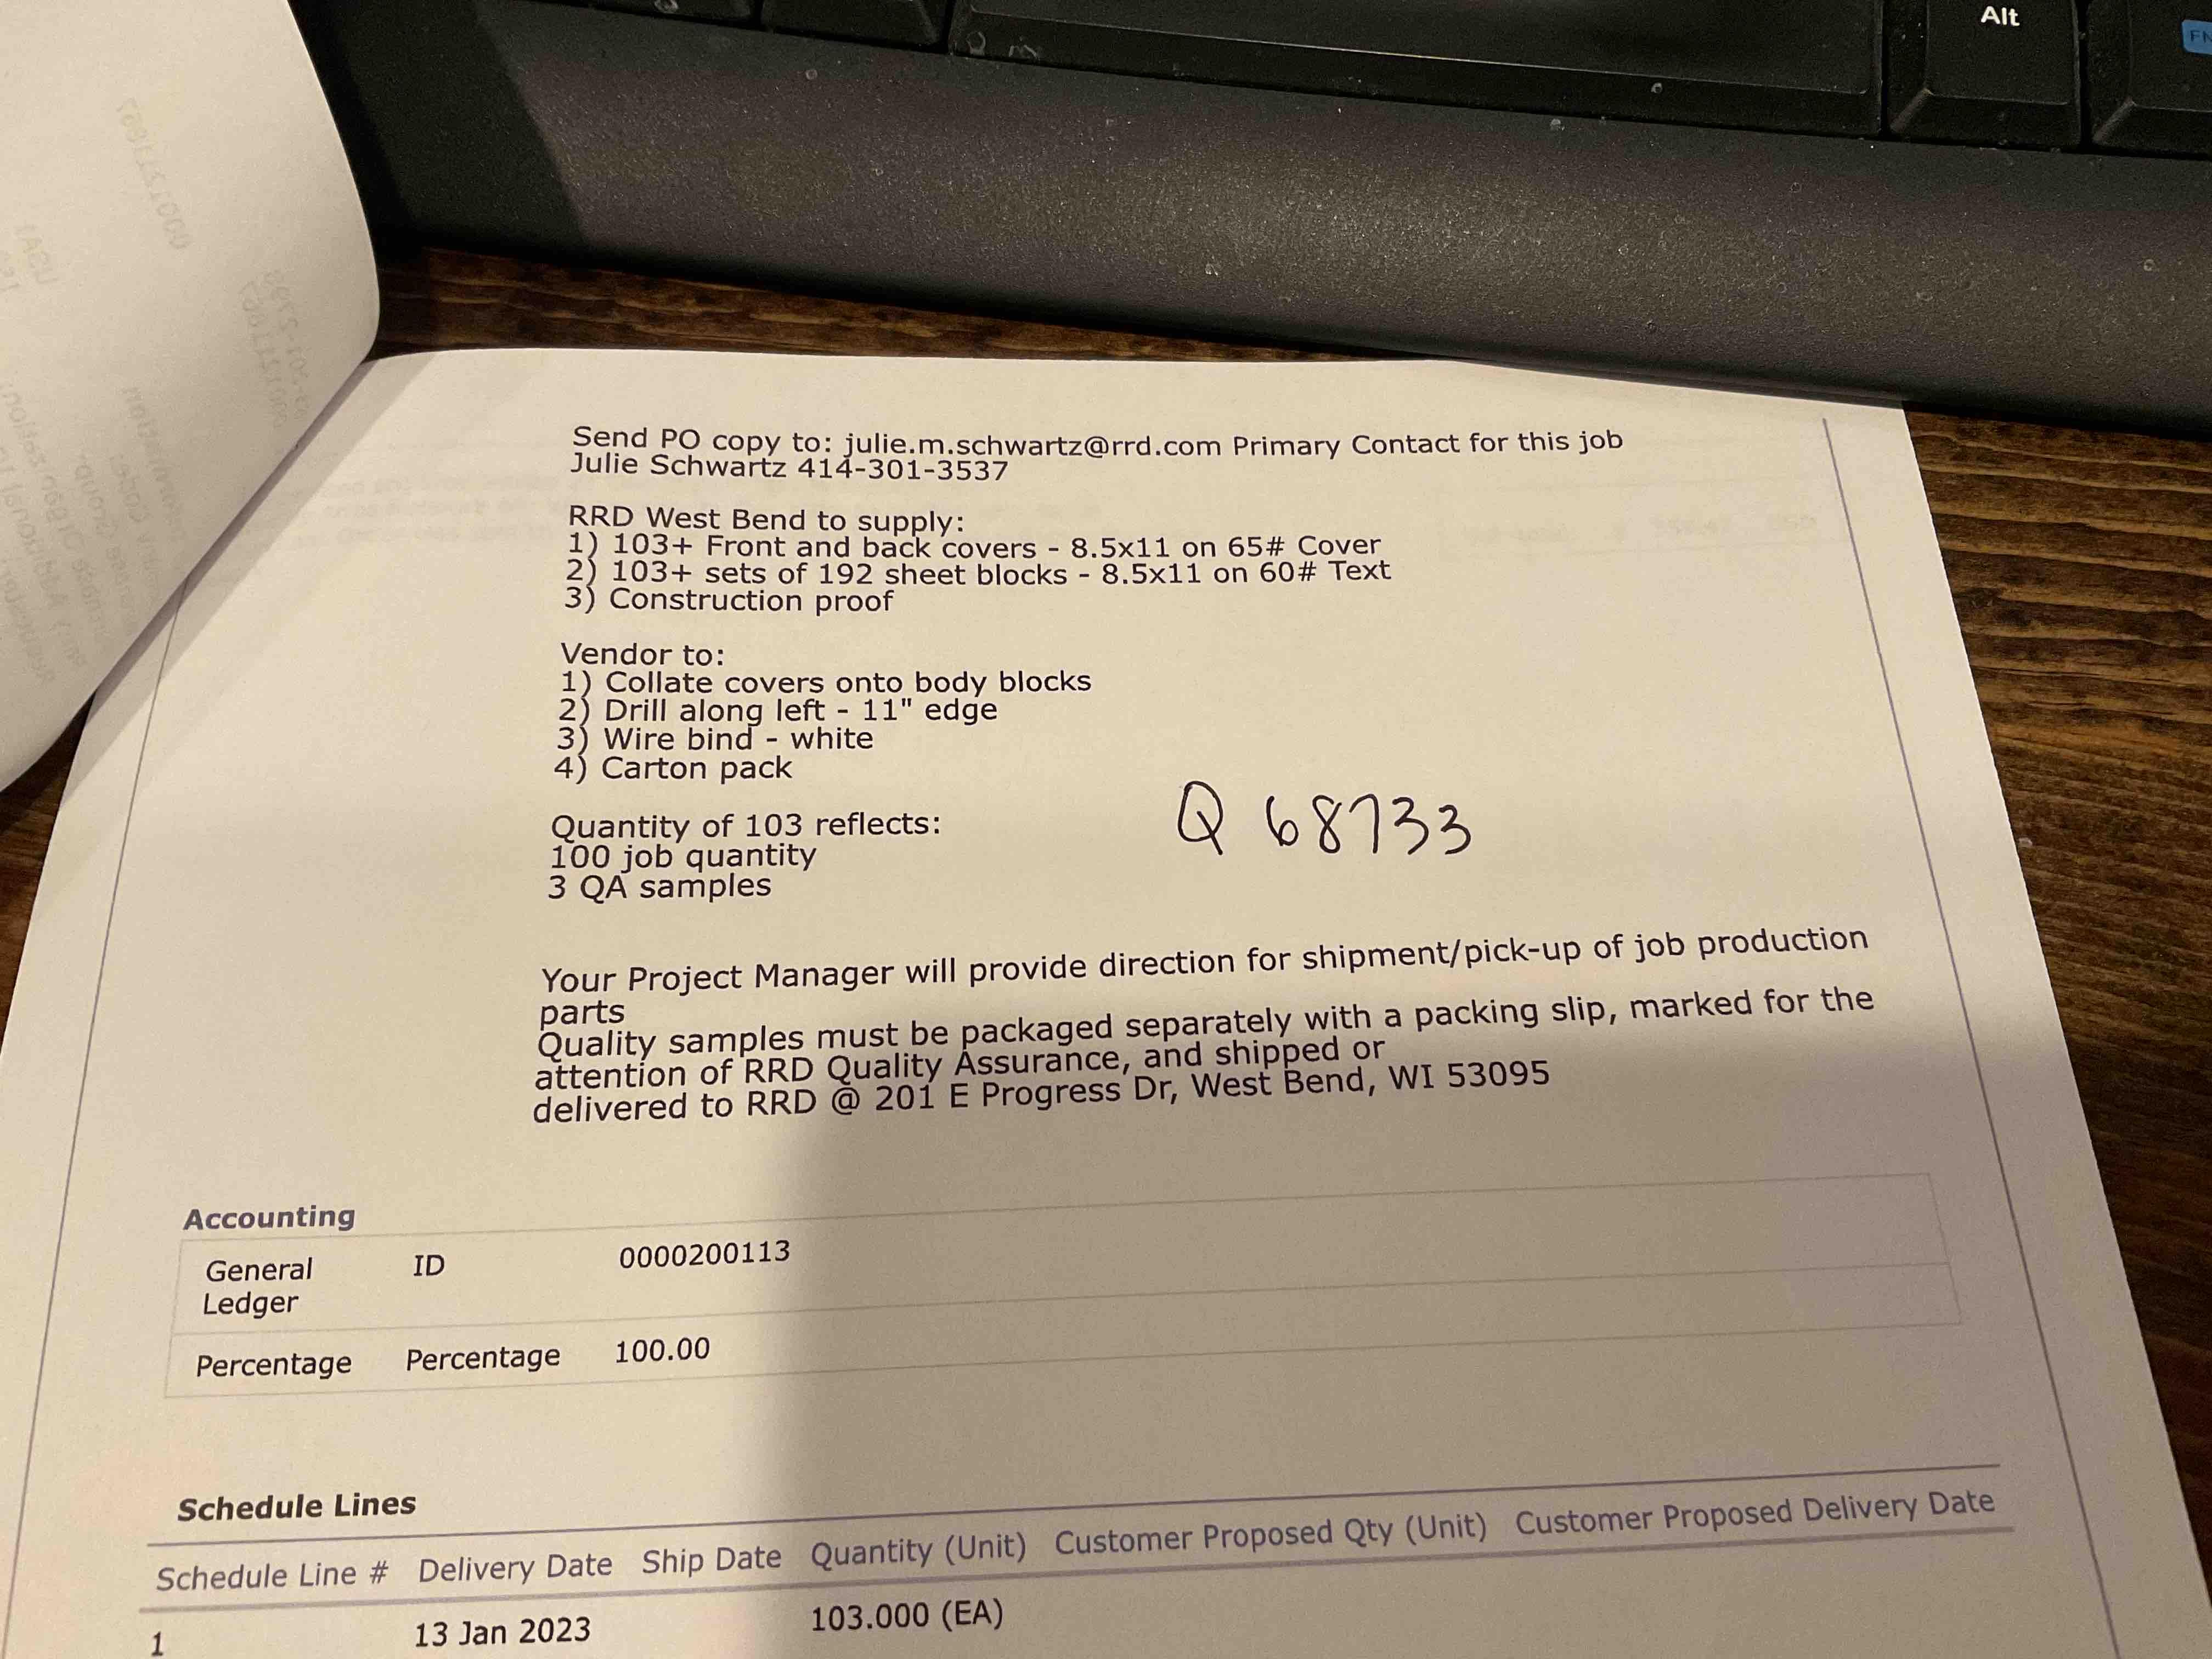 Alt
FN
Send PO copy to: julie.m.schwartz@rrd.com Primary Contact for this job
Julie Schwartz 414-301-3537
RRD West Bend to supply:
1) 103+ Front and back covers - 8.5x11 on 65# Cover
2) 103+ sets of 192 sheet blocks - 8.5x11 on 60# Text
3) Construction proof
Vendor to:
1) Collate covers onto body blocks
2) Drill along left - 11" edge
3) Wire bind - white
4) Carton pack
Quantity of 103 reflects:
100 job quantity
3 QA samples
Q 68733
Your Project Manager will provide direction for shipment/pick-up of job production
parts
Quality samples must be packaged separately with a packing slip, marked for the
attention of RRD Quality Assurance, and shipped or
delivered to RRD @ 201 E Progress Dr, West Bend, WI 53095
Accounting
General Ledger ID 0000200113
Percentage Percentage 100.00
Schedule Lines
Schedule Line # Delivery Date Ship Date Quantity (Unit) Customer Proposed Qty (Unit) Customer Proposed Delivery Date
1 13 Jan 2023 103.000 (EA)